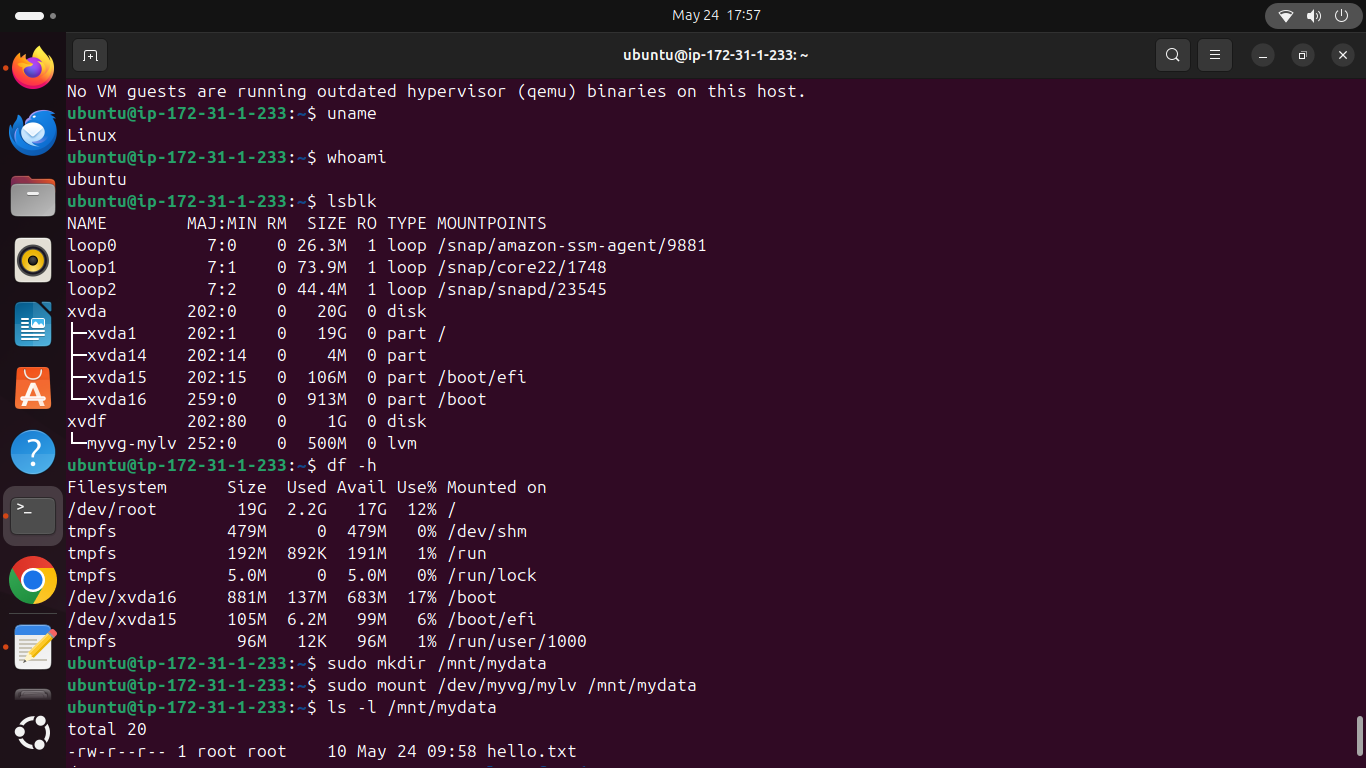 May 24 17:57
ubuntu@ip-172-31-1-233: ~
No VM guests are running outdated hypervisor (qemu) binaries on this host.
ubuntu@ip-172-31-1-233:~$ uname
Linux
ubuntu@ip-172-31-1-233:~$ whoami
ubuntu
ubuntu@ip-172-31-1-233:~$ lsblk
NAME        MAJ:MIN RM  SIZE RO TYPE MOUNTPOINTS
loop0         7:0    0 26.3M  1 loop /snap/amazon-ssm-agent/9881
loop1         7:1    0 73.9M  1 loop /snap/core22/1748
loop2         7:2    0 44.4M  1 loop /snap/snapd/23545
xvda        202:0    0   20G  0 disk
├─xvda1     202:1    0   19G  0 part /
├─xvda14    202:14   0    4M  0 part
├─xvda15    202:15   0  106M  0 part /boot/efi
└─xvda16    259:0    0  913M  0 part /boot
xvdf        202:80   0    1G  0 disk
└─myvg-mylv 252:0    0  500M  0 lvm
ubuntu@ip-172-31-1-233:~$ df -h
Filesystem      Size  Used Avail Use% Mounted on
/dev/root        19G  2.2G   17G  12% /
tmpfs           479M     0  479M   0% /dev/shm
tmpfs           192M  892K  191M   1% /run
tmpfs           5.0M     0  5.0M   0% /run/lock
/dev/xvda16     881M  137M  683M  17% /boot
/dev/xvda15     105M  6.2M   99M   6% /boot/efi
tmpfs            96M   12K   96M   1% /run/user/1000
ubuntu@ip-172-31-1-233:~$ sudo mkdir /mnt/mydata
ubuntu@ip-172-31-1-233:~$ sudo mount /dev/myvg/mylv /mnt/mydata
ubuntu@ip-172-31-1-233:~$ ls -l /mnt/mydata
total 20
-rw-r--r-- 1 root root    10 May 24 09:58 hello.txt